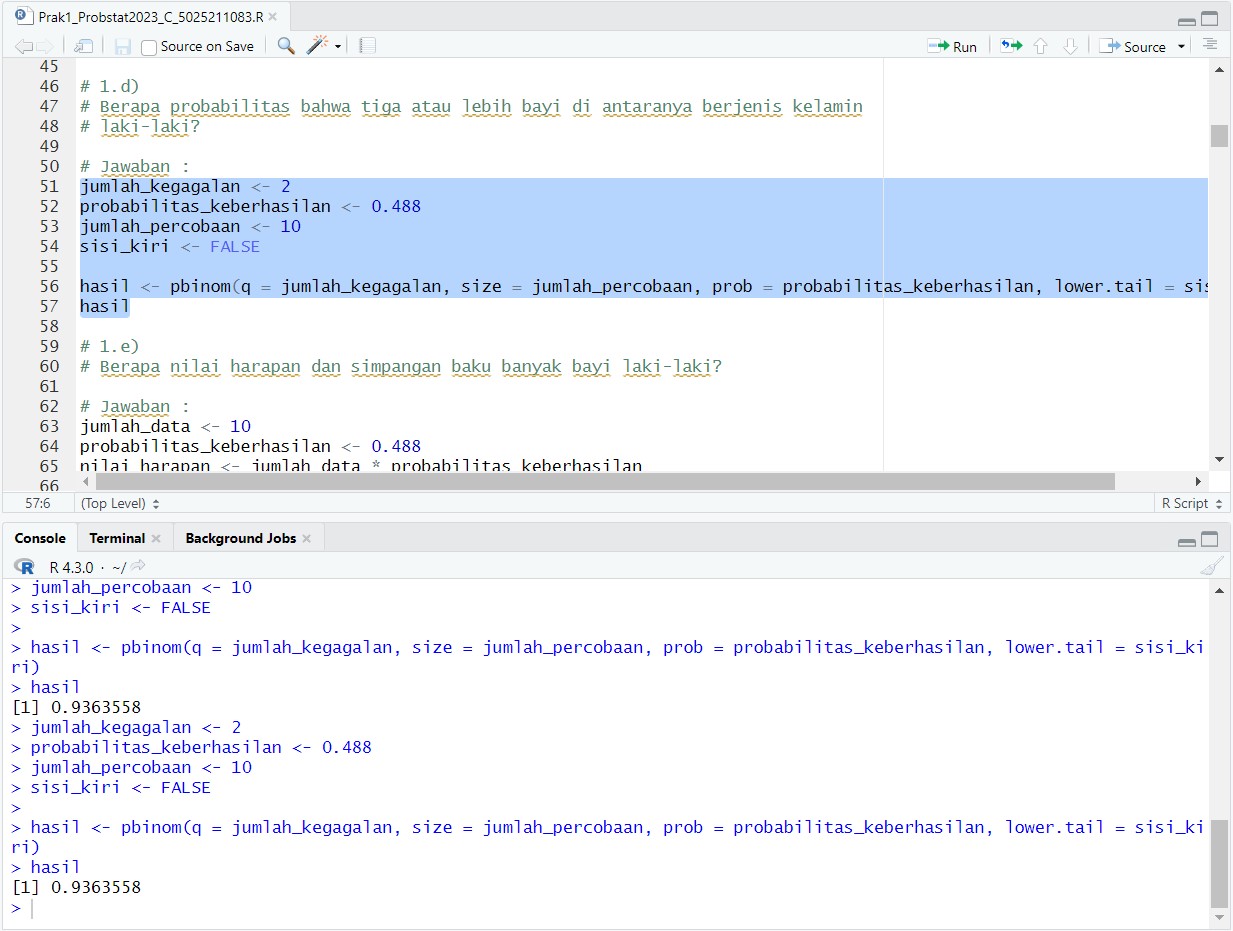 Prak1_Probstat2023_C_5025211083.R
Source on Save
Run
Source
45
46 # 1.d)
47 # Berapa probabilitas bahwa tiga atau lebih bayi di antaranya berjenis kelamin
48 # laki-laki?
49
50 # Jawaban :
51 jumlah_kegagalan <- 2
52 probabilitas_keberhasilan <- 0.488
53 jumlah_percobaan <- 10
54 sisi_kiri <- FALSE
55
56 hasil <- pbinom(q = jumlah_kegagalan, size = jumlah_percobaan, prob = probabilitas_keberhasilan, lower.tail = sis
57 hasil
58
59 # 1.e)
60 # Berapa nilai harapan dan simpangan baku banyak bayi laki-laki?
61
62 # Jawaban :
63 jumlah_data <- 10
64 probabilitas_keberhasilan <- 0.488
65 nilai_harapan <- jumlah_data * probabilitas_keberhasilan
66
57:6 (Top Level) R Script
Console Terminal Background Jobs
R R 4.3.0 · ~/
> jumlah_percobaan <- 10
> sisi_kiri <- FALSE
>
> hasil <- pbinom(q = jumlah_kegagalan, size = jumlah_percobaan, prob = probabilitas_keberhasilan, lower.tail = sisi_ki
ri)
> hasil
[1] 0.9363558
> jumlah_kegagalan <- 2
> probabilitas_keberhasilan <- 0.488
> jumlah_percobaan <- 10
> sisi_kiri <- FALSE
>
> hasil <- pbinom(q = jumlah_kegagalan, size = jumlah_percobaan, prob = probabilitas_keberhasilan, lower.tail = sisi_ki
ri)
> hasil
[1] 0.9363558
>